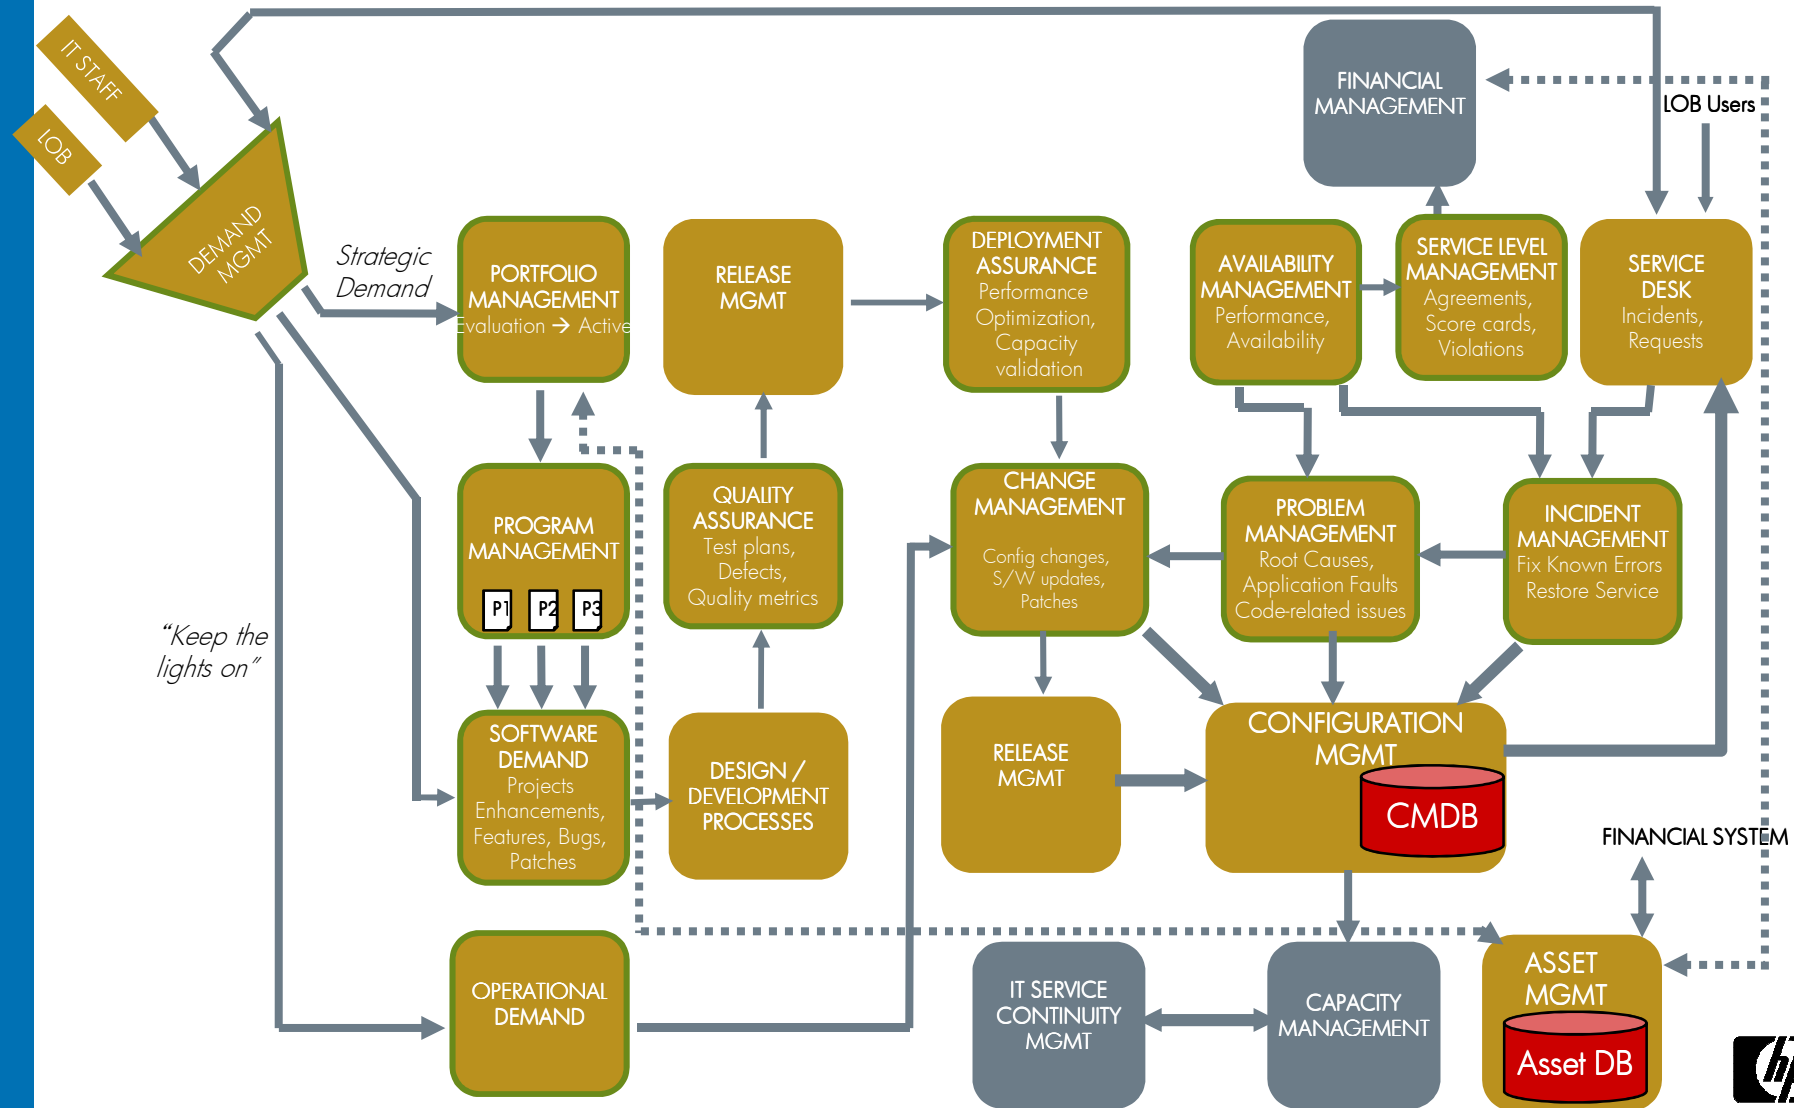 IT STAFF
LOB
DEMAND
MGMT
Strategic
Demand
"Keep the
lights on"
PORTFOLIO
MANAGEMENT
Evaluation → Active
PROGRAM
MANAGEMENT
P1 P2 P3
SOFTWARE
DEMAND
Projects
Enhancements,
Features, Bugs,
Patches
OPERATIONAL
DEMAND
RELEASE
MGMT
QUALITY
ASSURANCE
Test plans,
Defects,
Quality metrics
DESIGN /
DEVELOPMENT
PROCESSES
DEPLOYMENT
ASSURANCE
Performance
Optimization,
Capacity
validation
CHANGE
MANAGEMENT
Config changes,
S/W updates,
Patches
RELEASE
MGMT
IT SERVICE
CONTINUITY
MGMT
FINANCIAL
MANAGEMENT
LOB Users
AVAILABILITY
MANAGEMENT
Performance,
Availability
SERVICE LEVEL
MANAGEMENT
Agreements,
Score cards,
Violations
SERVICE
DESK
Incidents,
Requests
PROBLEM
MANAGEMENT
Root Causes,
Application Faults
Code-related issues
INCIDENT
MANAGEMENT
Fix Known Errors
Restore Service
CONFIGURATION
MGMT
CMDB
CAPACITY
MANAGEMENT
FINANCIAL SYSTEM
ASSET
MGMT
Asset DB
hp